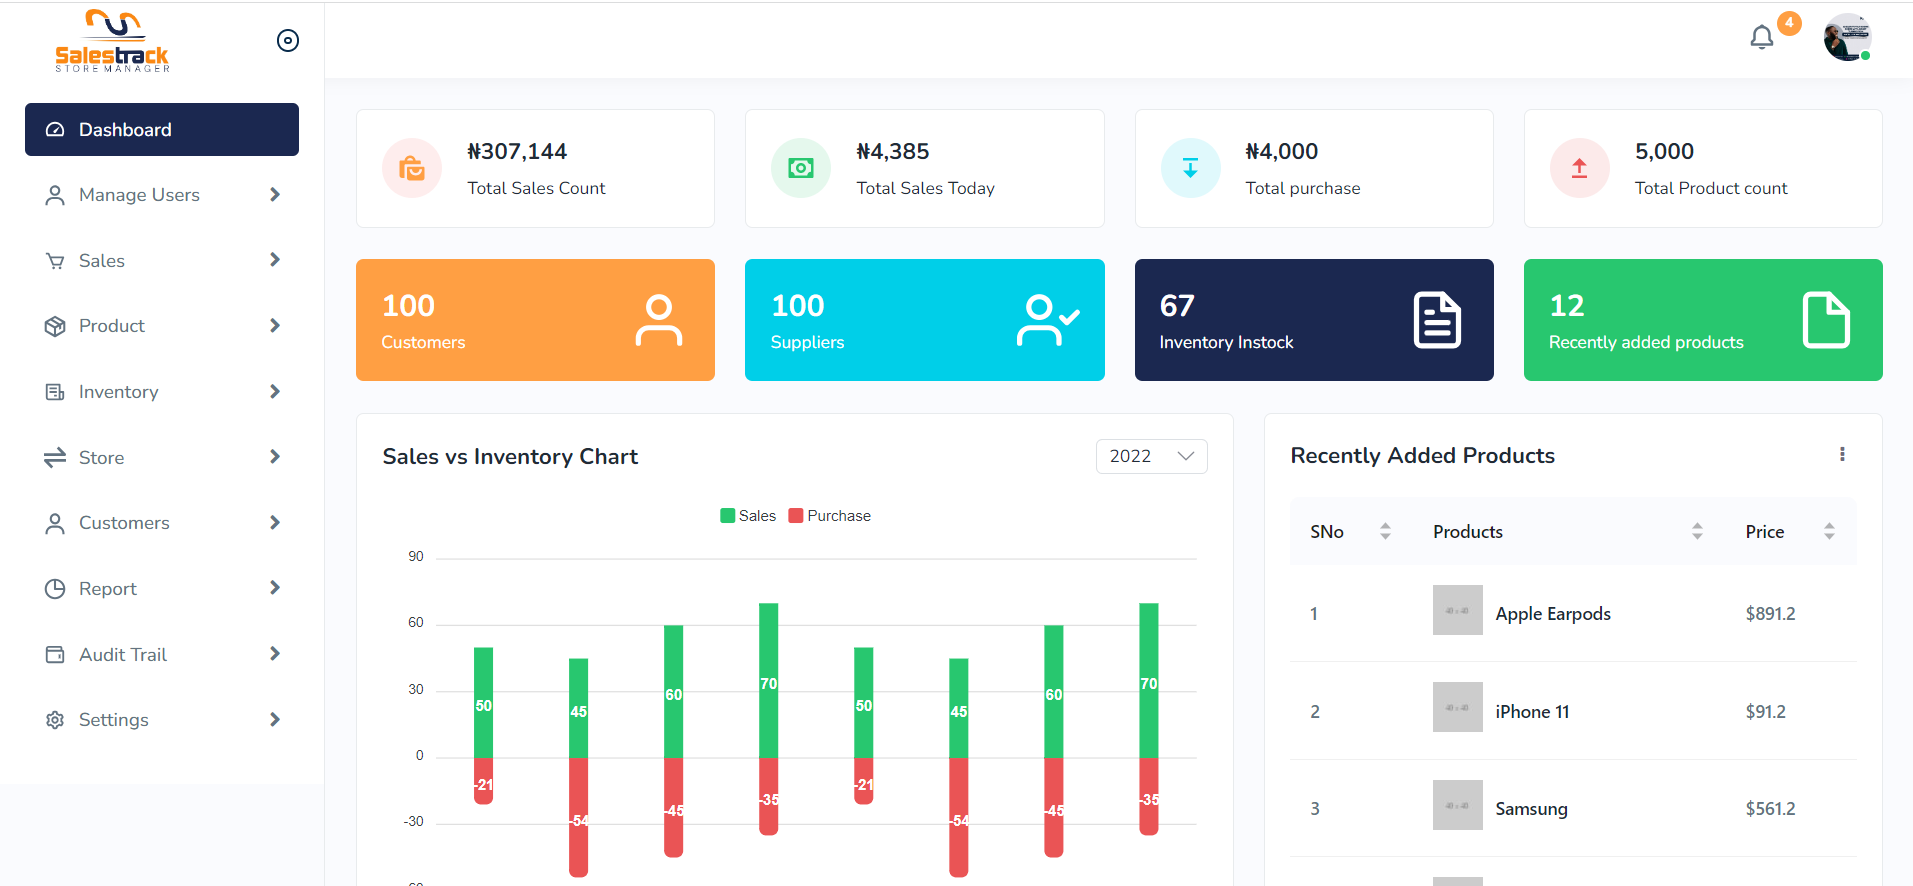 Salestrack
STORE MANAGER
4
Dashboard
Manage Users
Sales
Product
Inventory
Store
Customers
Report
Audit Trail
Settings
₦307,144
Total Sales Count
₦4,385
Total Sales Today
₦4,000
Total purchase
5,000
Total Product count
100
Customers
100
Suppliers
67
Inventory Instock
12
Recently added products
Sales vs Inventory Chart
2022
Sales Purchase
90
60
30
0
-30
50
45
60
70
50
45
60
70
-21
-54
-45
-35
-21
-54
-45
-35
Recently Added Products
SNo Products Price
1 Apple Earpods $891.2
2 iPhone 11 $91.2
3 Samsung $561.2